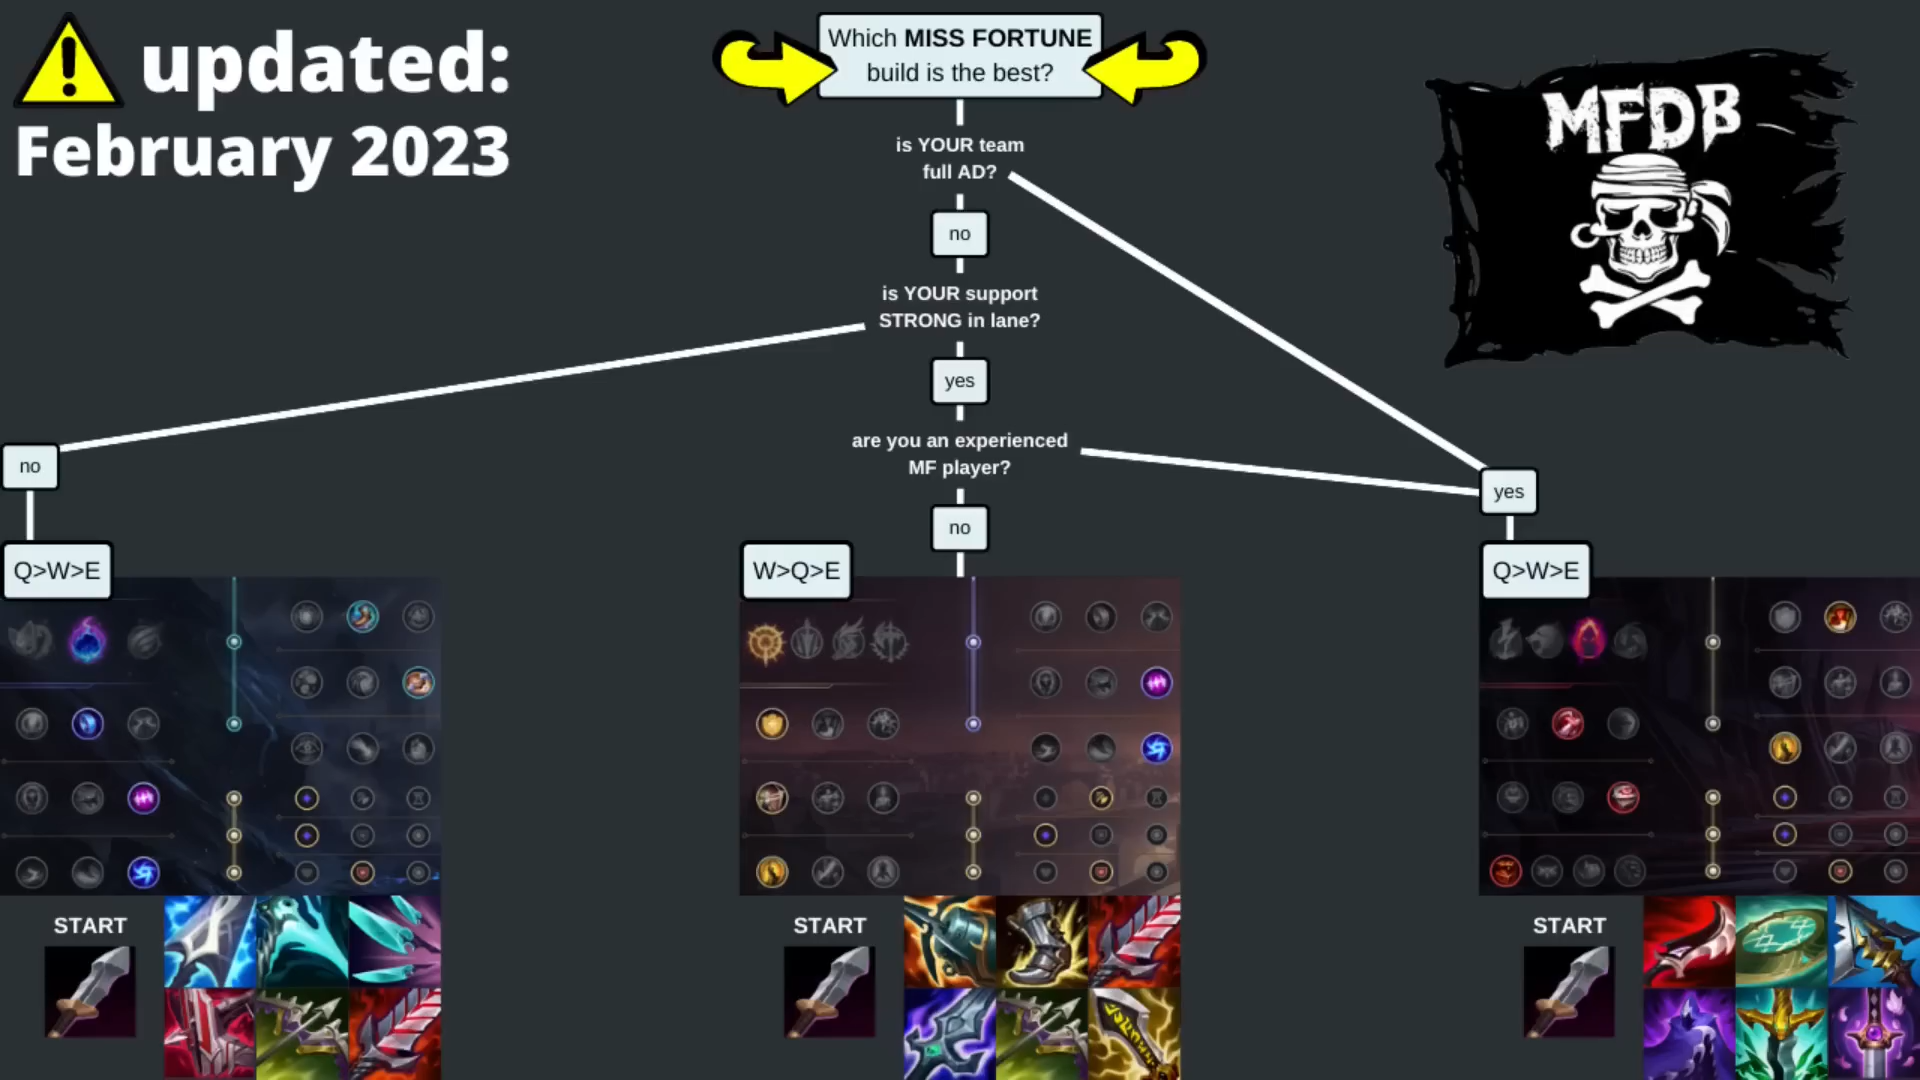 updated:
February 2023
Which MISS FORTUNE
build is the best?
MFDB
is YOUR team
full AD?
no
is YOUR support
STRONG in lane?
yes
are you an experienced
MF player?
no
yes
no
Q>W>E
W>Q>E
Q>W>E
START
START
START